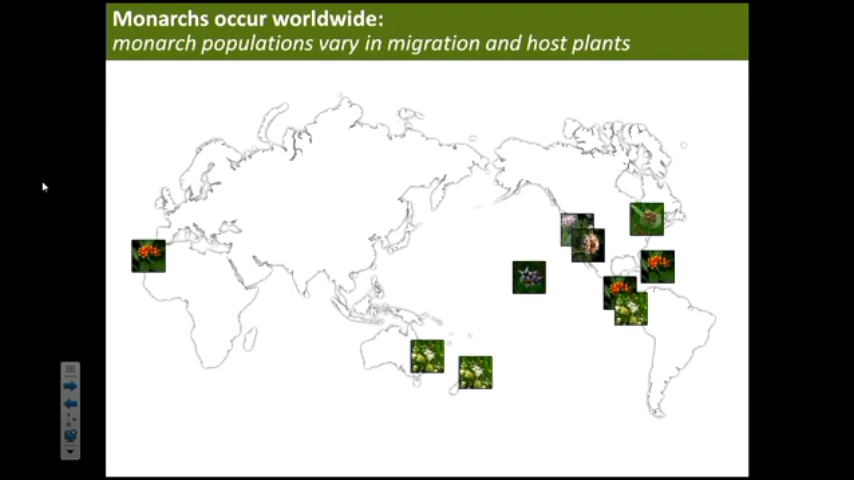 Monarchs occur worldwide:
monarch populations vary in migration and host plants